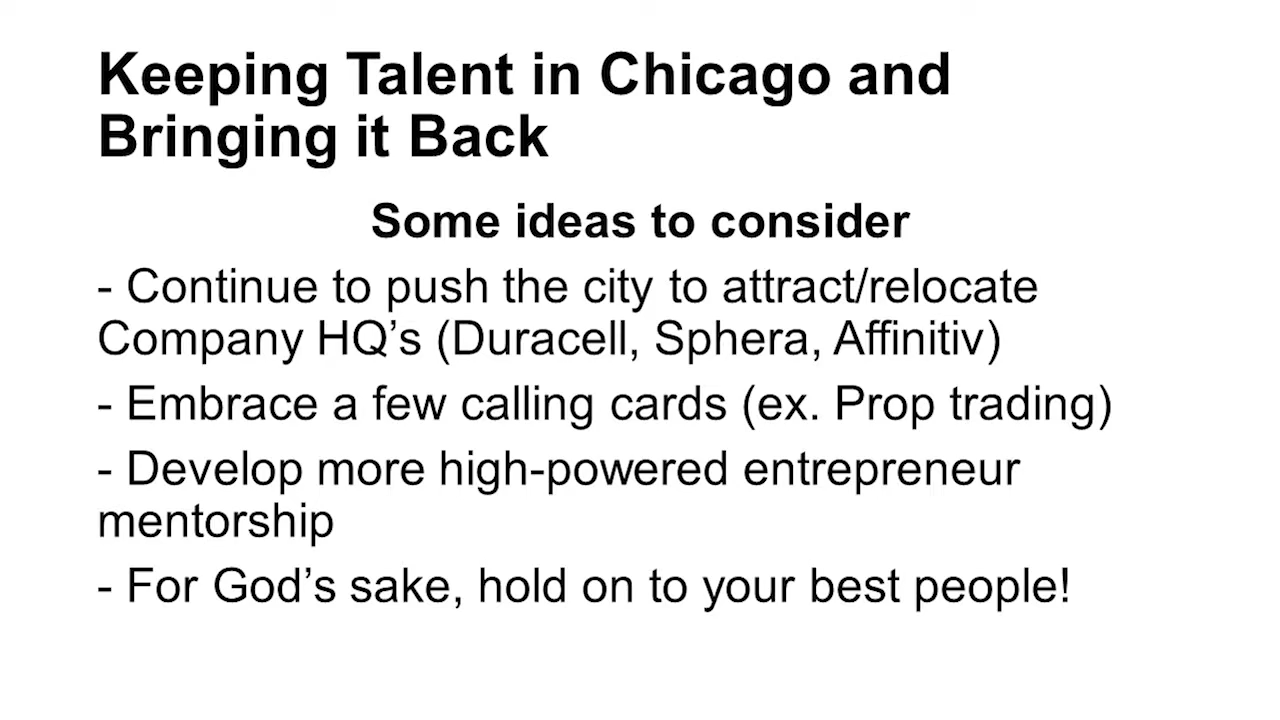 Keeping Talent in Chicago and
Bringing it Back
Some ideas to consider
- Continue to push the city to attract/relocate
Company HQ’s (Duracell, Sphera, Affinitiv)
- Embrace a few calling cards (ex. Prop trading)
- Develop more high-powered entrepreneur
mentorship
- For God’s sake, hold on to your best people!